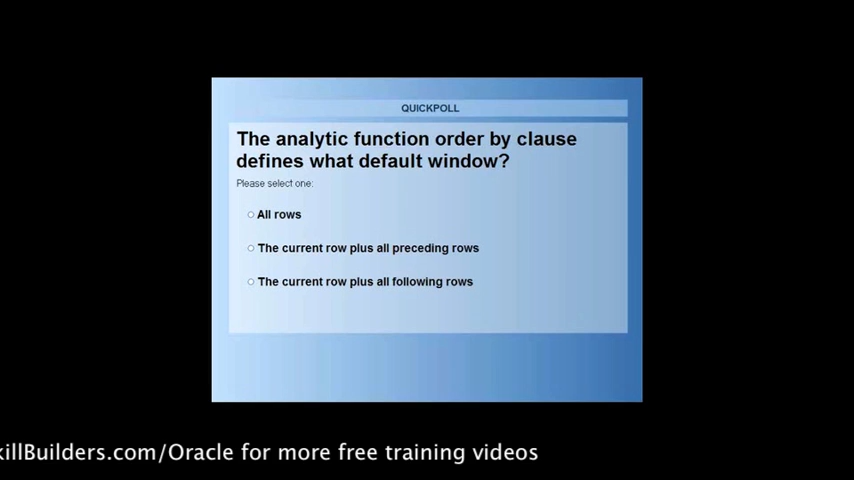 QUICKPOLL
The analytic function order by clause
defines what default window?
Please select one:
All rows
The current row plus all preceding rows
The current row plus all following rows
killBuilders.com/Oracle for more free training videos